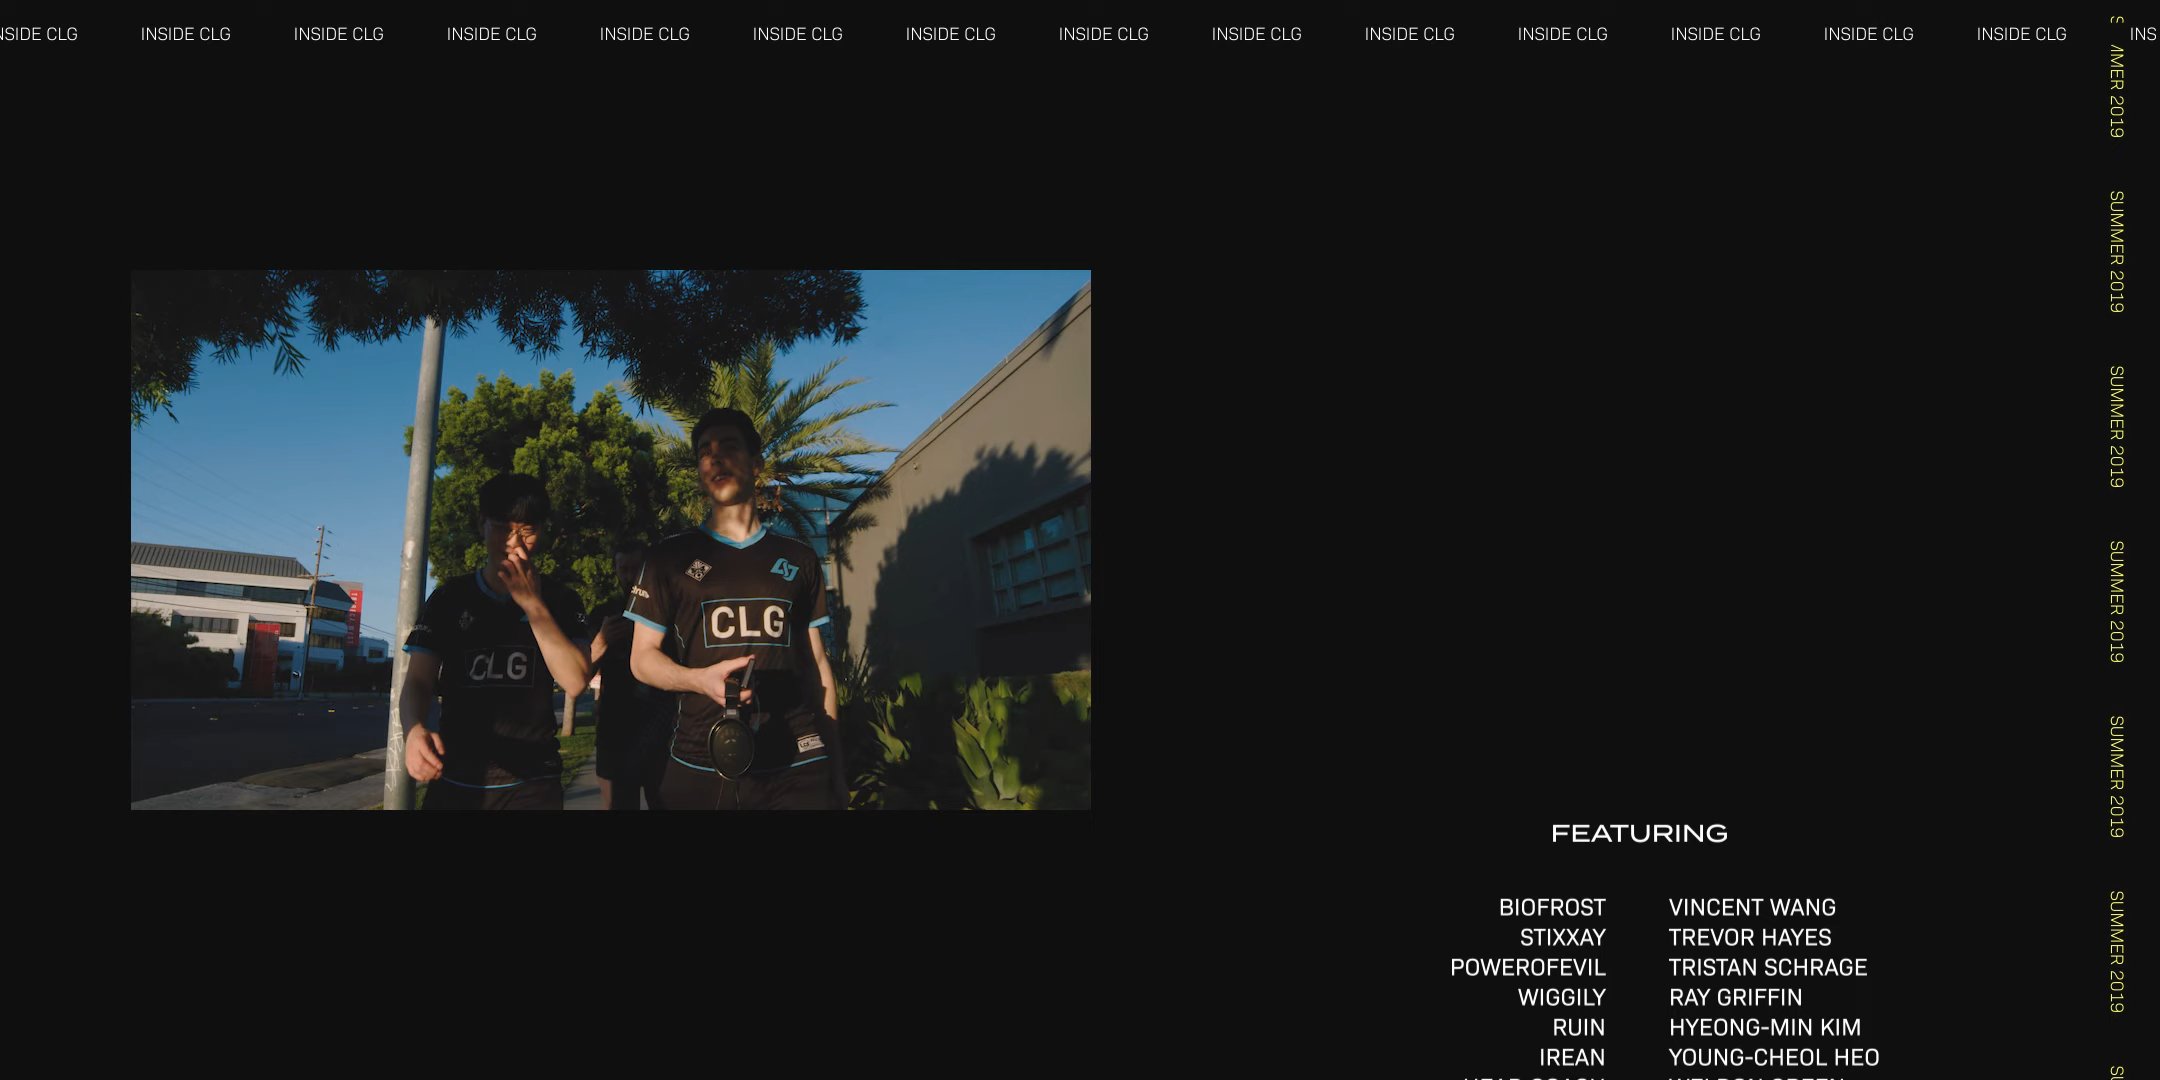 INSIDE CLG INSIDE CLG INSIDE CLG INSIDE CLG INSIDE CLG INSIDE CLG INSIDE CLG INSIDE CLG INSIDE CLG INSIDE CLG INSIDE CLG INSIDE CLG INSIDE CLG
SUMMER 2019
SUMMER 2019
SUMMER 2019
SUMMER 2019
SUMMER 2019
CLG
CLG
FEATURING
BIOFROST VINCENT WANG
STIXXAY TREVOR HAYES
POWEROFEVIL TRISTAN SCHRAGE
WIGGILY RAY GRIFFIN
RUIN HYEONG-MIN KIM
IREAN YOUNG-CHEOL HEO